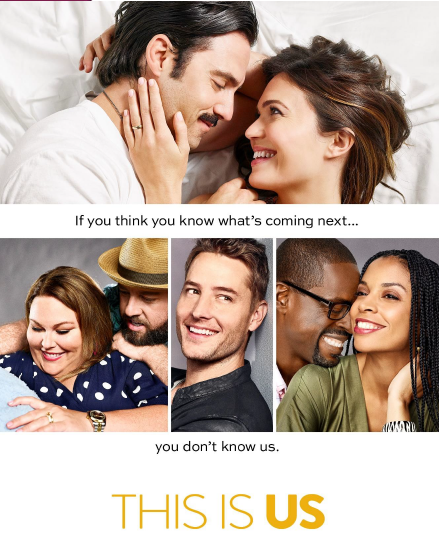 If you think you know what's coming next...
you don't know us.
THIS IS US